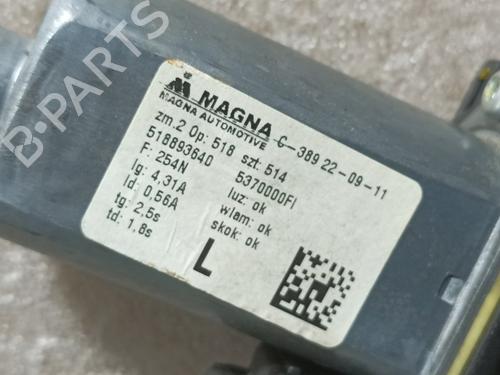 MAGNA
MAGNA AUTOMOTIVE
C-389 22-09-11
zm.2 Op: 518 szt: 514
518893640 5370000FI
F: 254N luz: ok
Ig: 4,31A wlam: ok
Id: 0,56A skok: ok
tg: 2,5s
td: 1,8s
L
B-PARTS